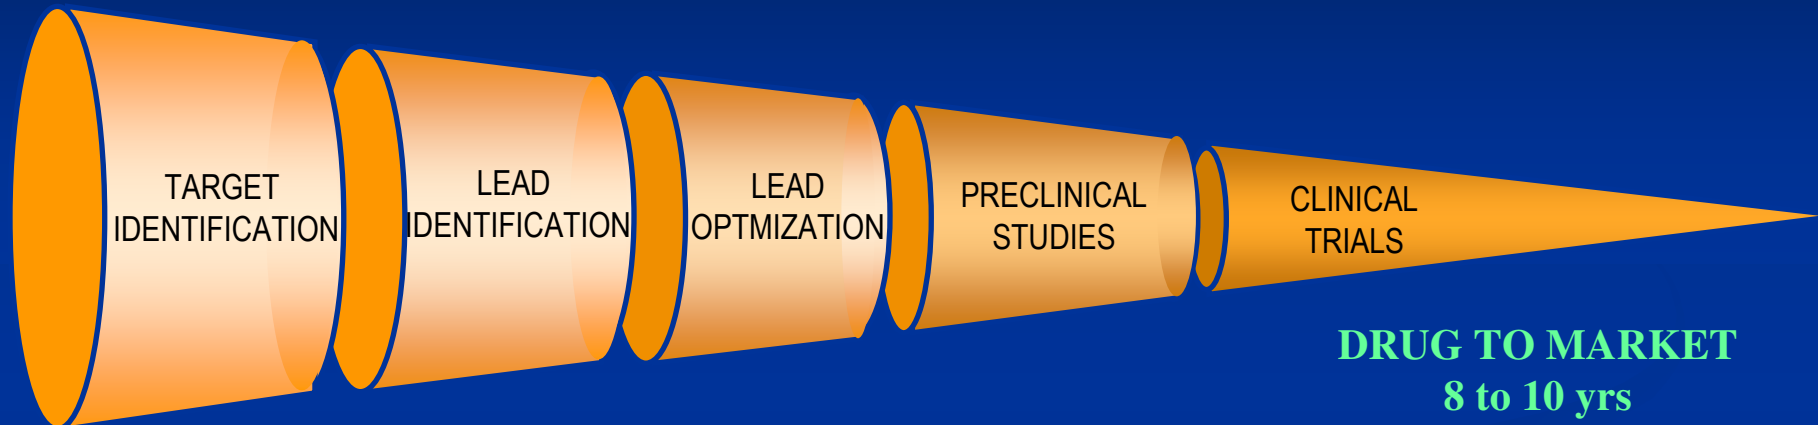 TARGET
IDENTIFICATION
LEAD
IDENTIFICATION
LEAD
OPTMIZATION
PRECLINICAL
STUDIES
CLINICAL
TRIALS
DRUG TO MARKET
8 to 10 yrs